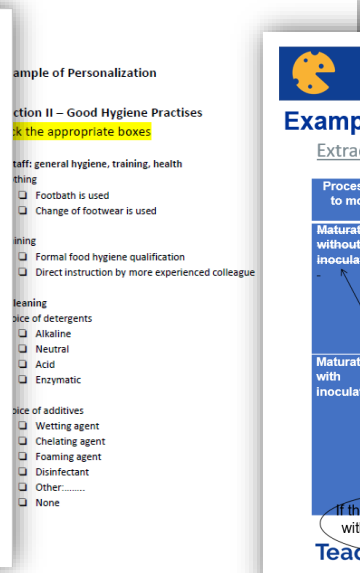 ample of Personalization
ction II – Good Hygiene Practises
ck the appropriate boxes
taff: general hygiene, training, health
thing
Footbath is used
Change of footwear is used
ining
Formal food hygiene qualification
Direct instruction by more experienced colleague
leaning
oice of detergents
Alkaline
Neutral
Acid
Enzymatic
oice of additives
Wetting agent
Chelating agent
Foaming agent
Disinfectant
Other:........
None
Examp
Extrac
Proces
to mo
Maturat
without
inocula
-
Maturat
with
inocula
If th
wit
Teac